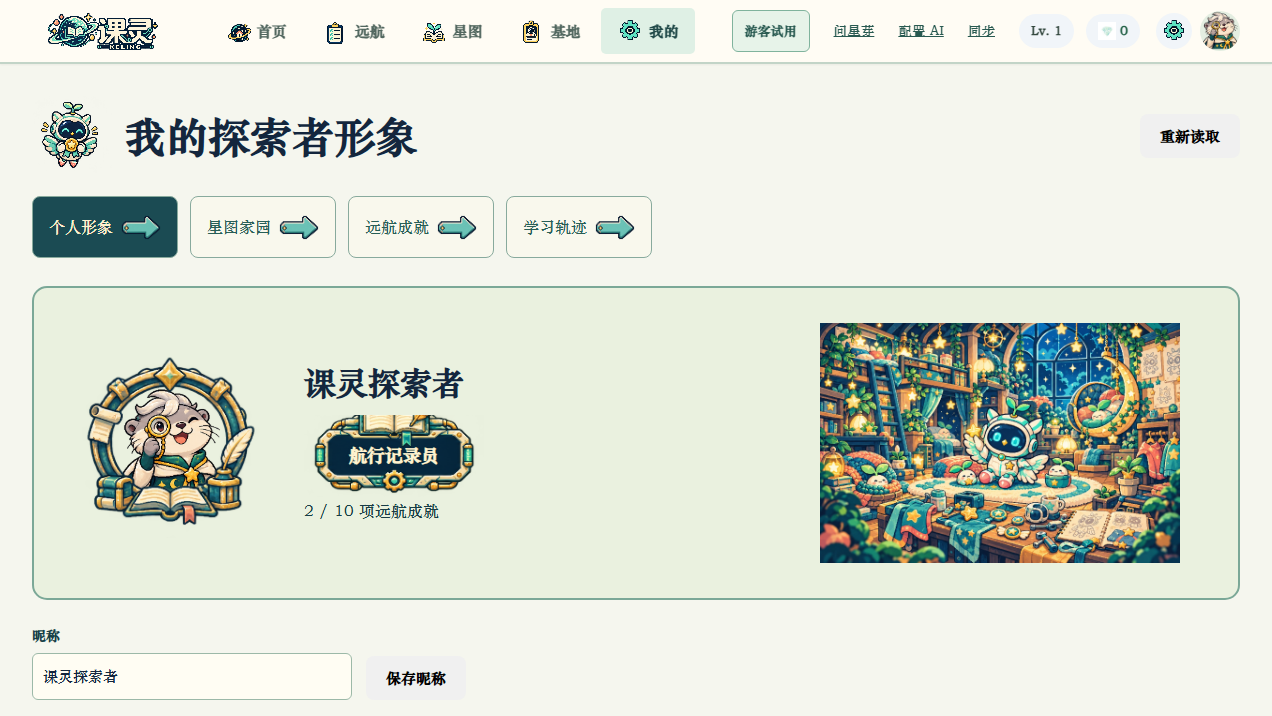 课灵
KELING
首页
远航
星图
基地
我的
游客试用
问星芽
配置 AI
同步
Lv. 1
0
我的探索者形象
重新读取
个人形象
星图家园
远航成就
学习轨迹
课灵探索者
航行记录员
2 / 10 项远航成就
昵称
课灵探索者
保存昵称